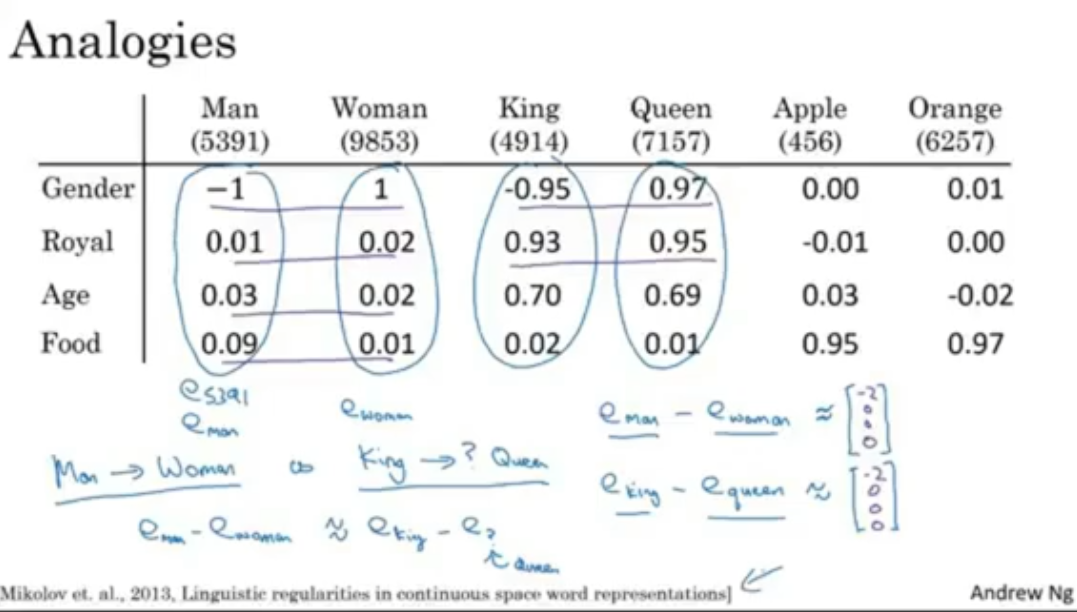 Analogies
Man Woman King Queen Apple Orange
(5391) (9853) (4914) (7157) (456) (6257)
Gender −1 1 -0.95 0.97 0.00 0.01
Royal 0.01 0.02 0.93 0.95 -0.01 0.00
Age 0.03 0.02 0.70 0.69 0.03 -0.02
Food 0.09 0.01 0.02 0.01 0.95 0.97
e5391
eman ewoman
eman − ewoman ≈ [-2 0 0 0]
Man → Woman as King → ? Queen
eking − equeen ≈ [-2 0 0 0]
eman − ewoman ≈ eking − e?
↑ Queen
Mikolov et. al., 2013, Linguistic regularities in continuous space word representations]
Andrew Ng